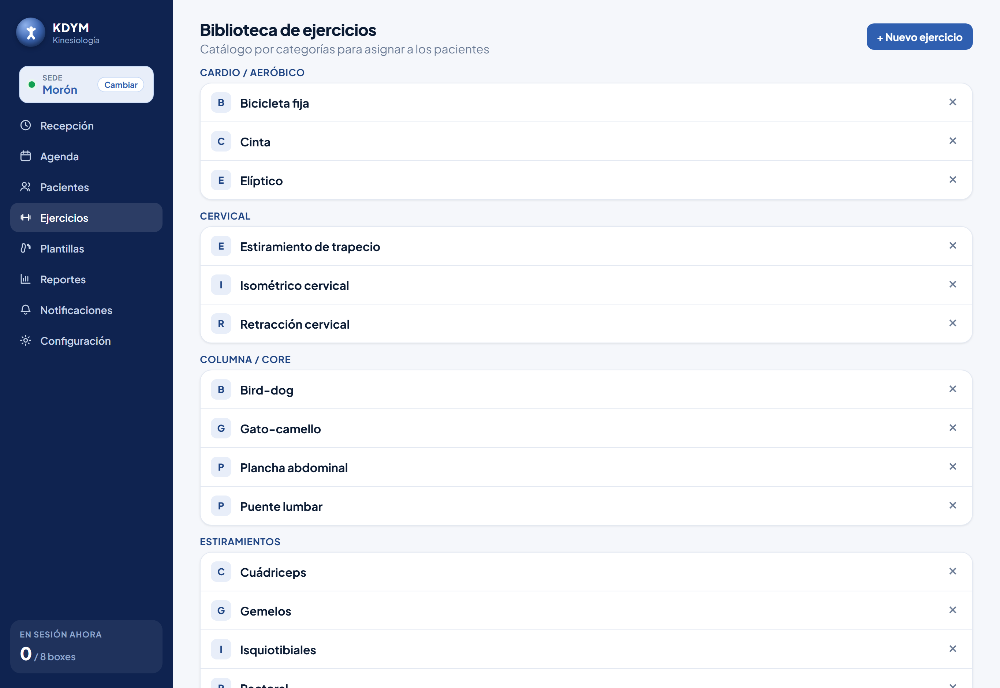 KDYM
Kinesiología
SEDE
Morón
Cambiar
Recepción
Agenda
Pacientes
Ejercicios
Plantillas
Reportes
Notificaciones
Configuración
EN SESIÓN AHORA
0 / 8 boxes
Biblioteca de ejercicios
Catálogo por categorías para asignar a los pacientes
+ Nuevo ejercicio
CARDIO / AERÓBICO
B Bicicleta fija ×
C Cinta ×
E Elíptico ×
CERVICAL
E Estiramiento de trapecio ×
I Isométrico cervical ×
R Retracción cervical ×
COLUMNA / CORE
B Bird-dog ×
G Gato-camello ×
P Plancha abdominal ×
P Puente lumbar ×
ESTIRAMIENTOS
C Cuádriceps ×
G Gemelos ×
I Isquiotibiales ×
P Pectoral ×